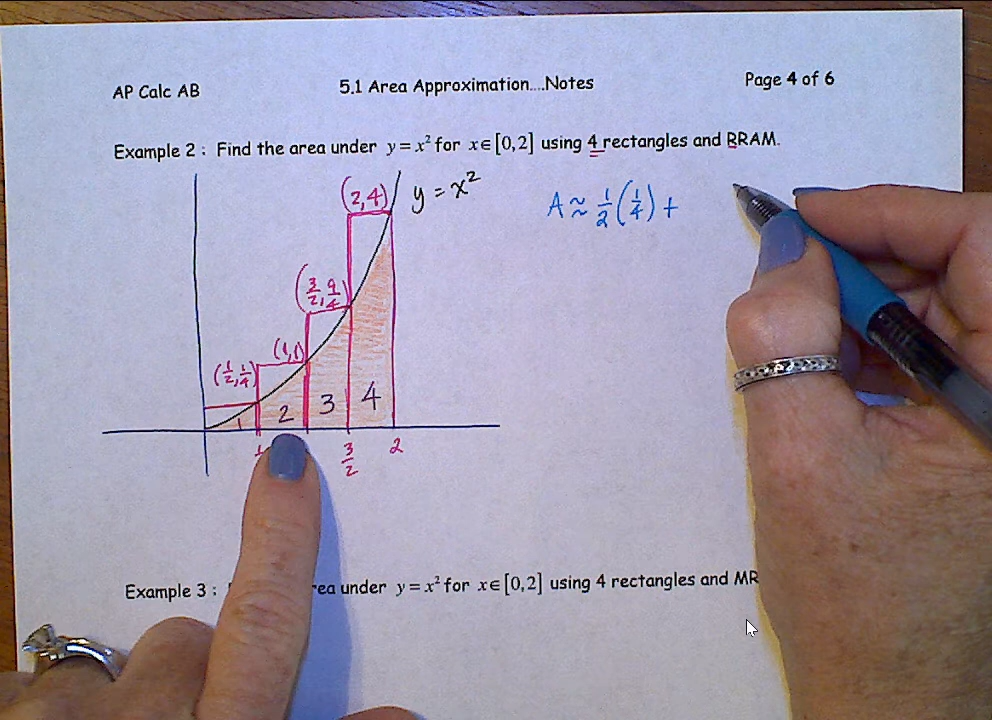 AP Calc AB 5.1 Area Approximation....Notes Page 4 of 6
Example 2 : Find the area under y = x² for x∈[0,2] using 4 rectangles and RRAM.
(2,4) y = x²
A ≈ 1/2 (1/4) +
(3/2, 9/4)
(1,1)
(1/2, 1/4)
1 2 3 4
3/2 2
Example 3 : area under y = x² for x∈[0,2] using 4 rectangles and